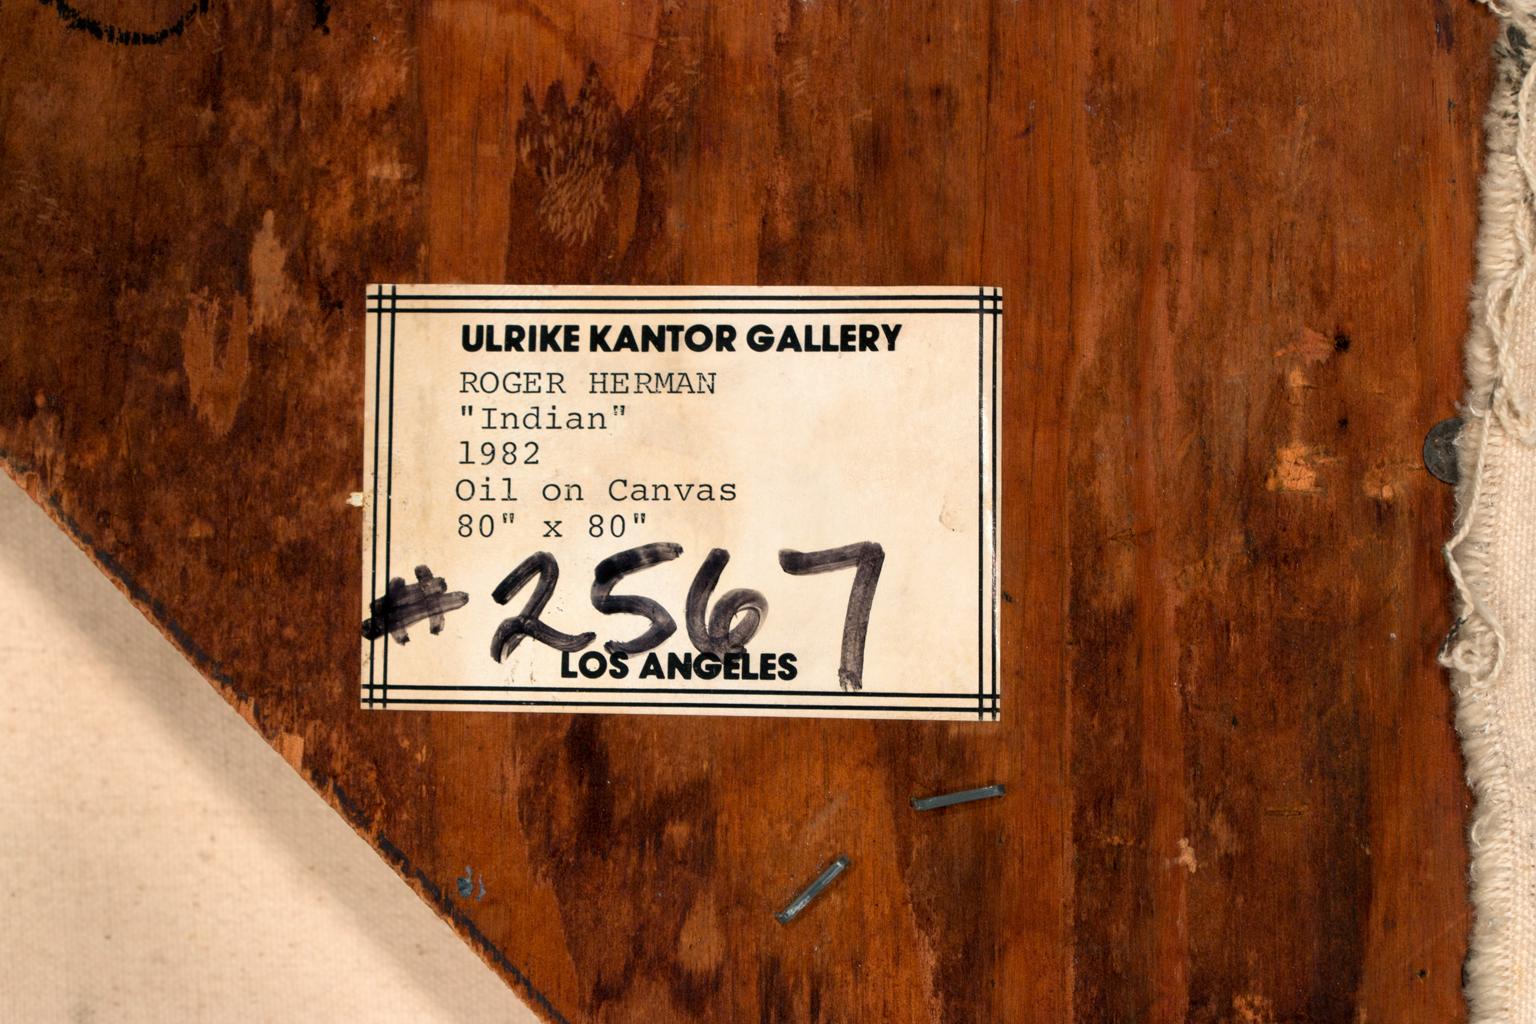 ULRIKE KANTOR GALLERY
ROGER HERMAN
"Indian"
1982
Oil on Canvas
80" x 80"
#2567
LOS ANGELES